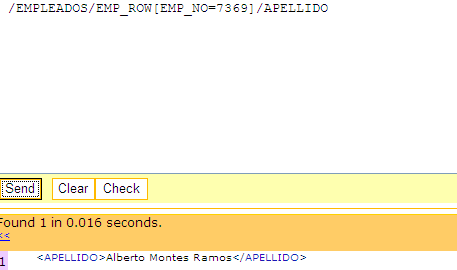 /EMPLEADOS/EMP_ROW[EMP_NO=7369]/APELLIDO
Send Clear Check
Found 1 in 0.016 seconds.
<<
1 <APELLIDO>Alberto Montes Ramos</APELLIDO>